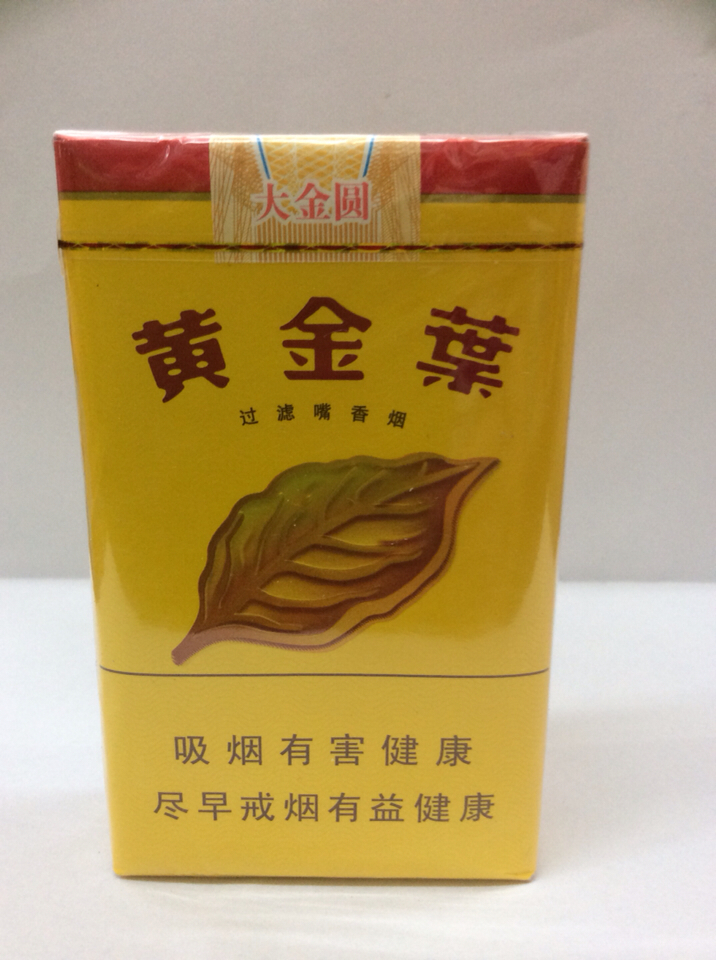 大金圆
黄金葉
过滤嘴香烟
吸烟有害健康
尽早戒烟有益健康